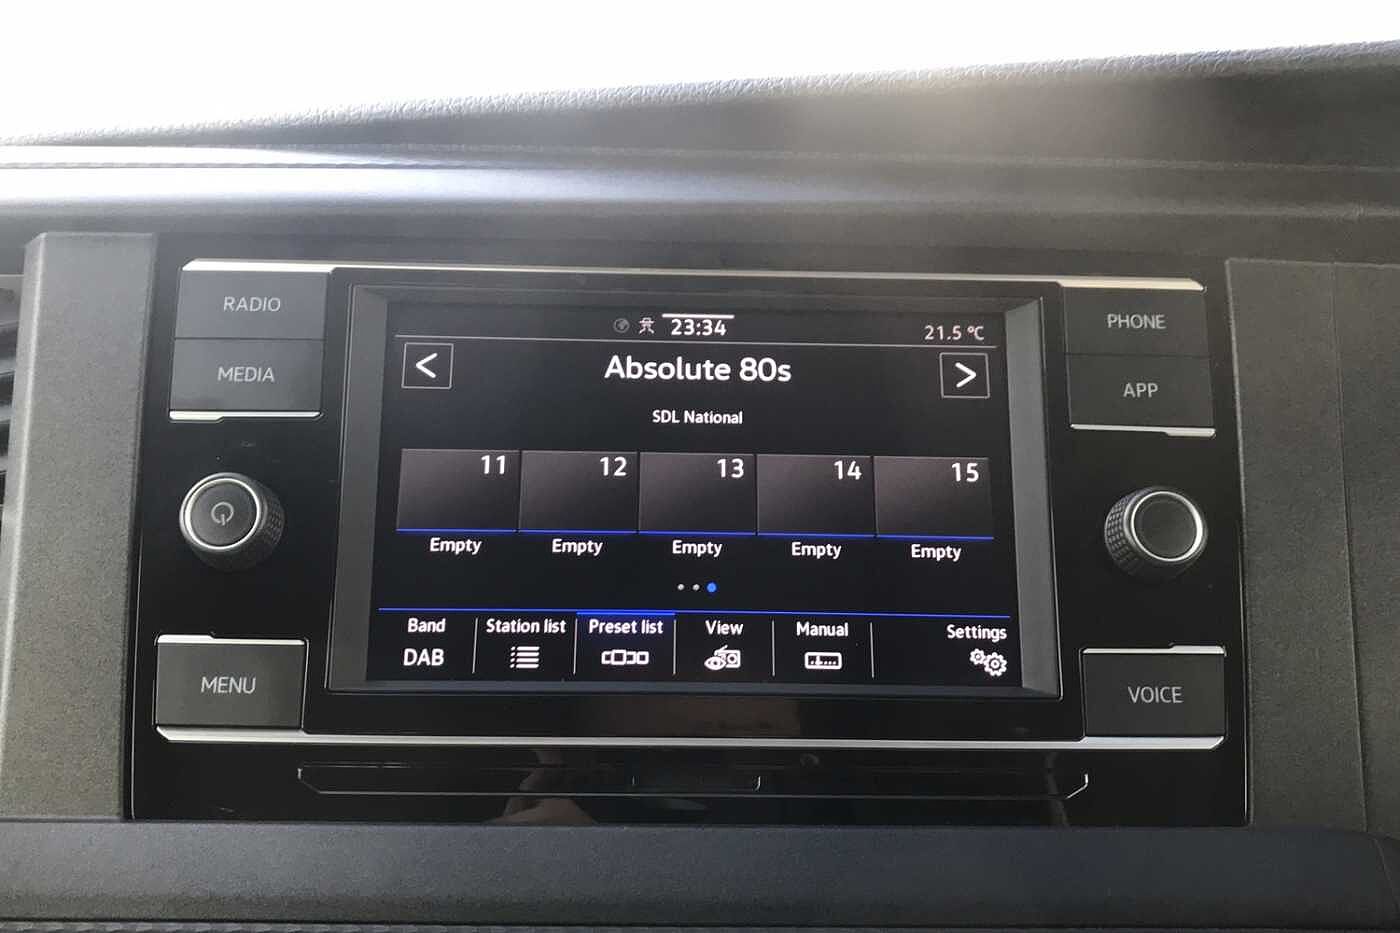 RADIO
MEDIA
MENU
23:34
21.5 °C
<
Absolute 80s
>
SDL National
11 12 13 14 15
Empty Empty Empty Empty Empty
Band Station list Preset list View Manual Settings
DAB
PHONE
APP
VOICE